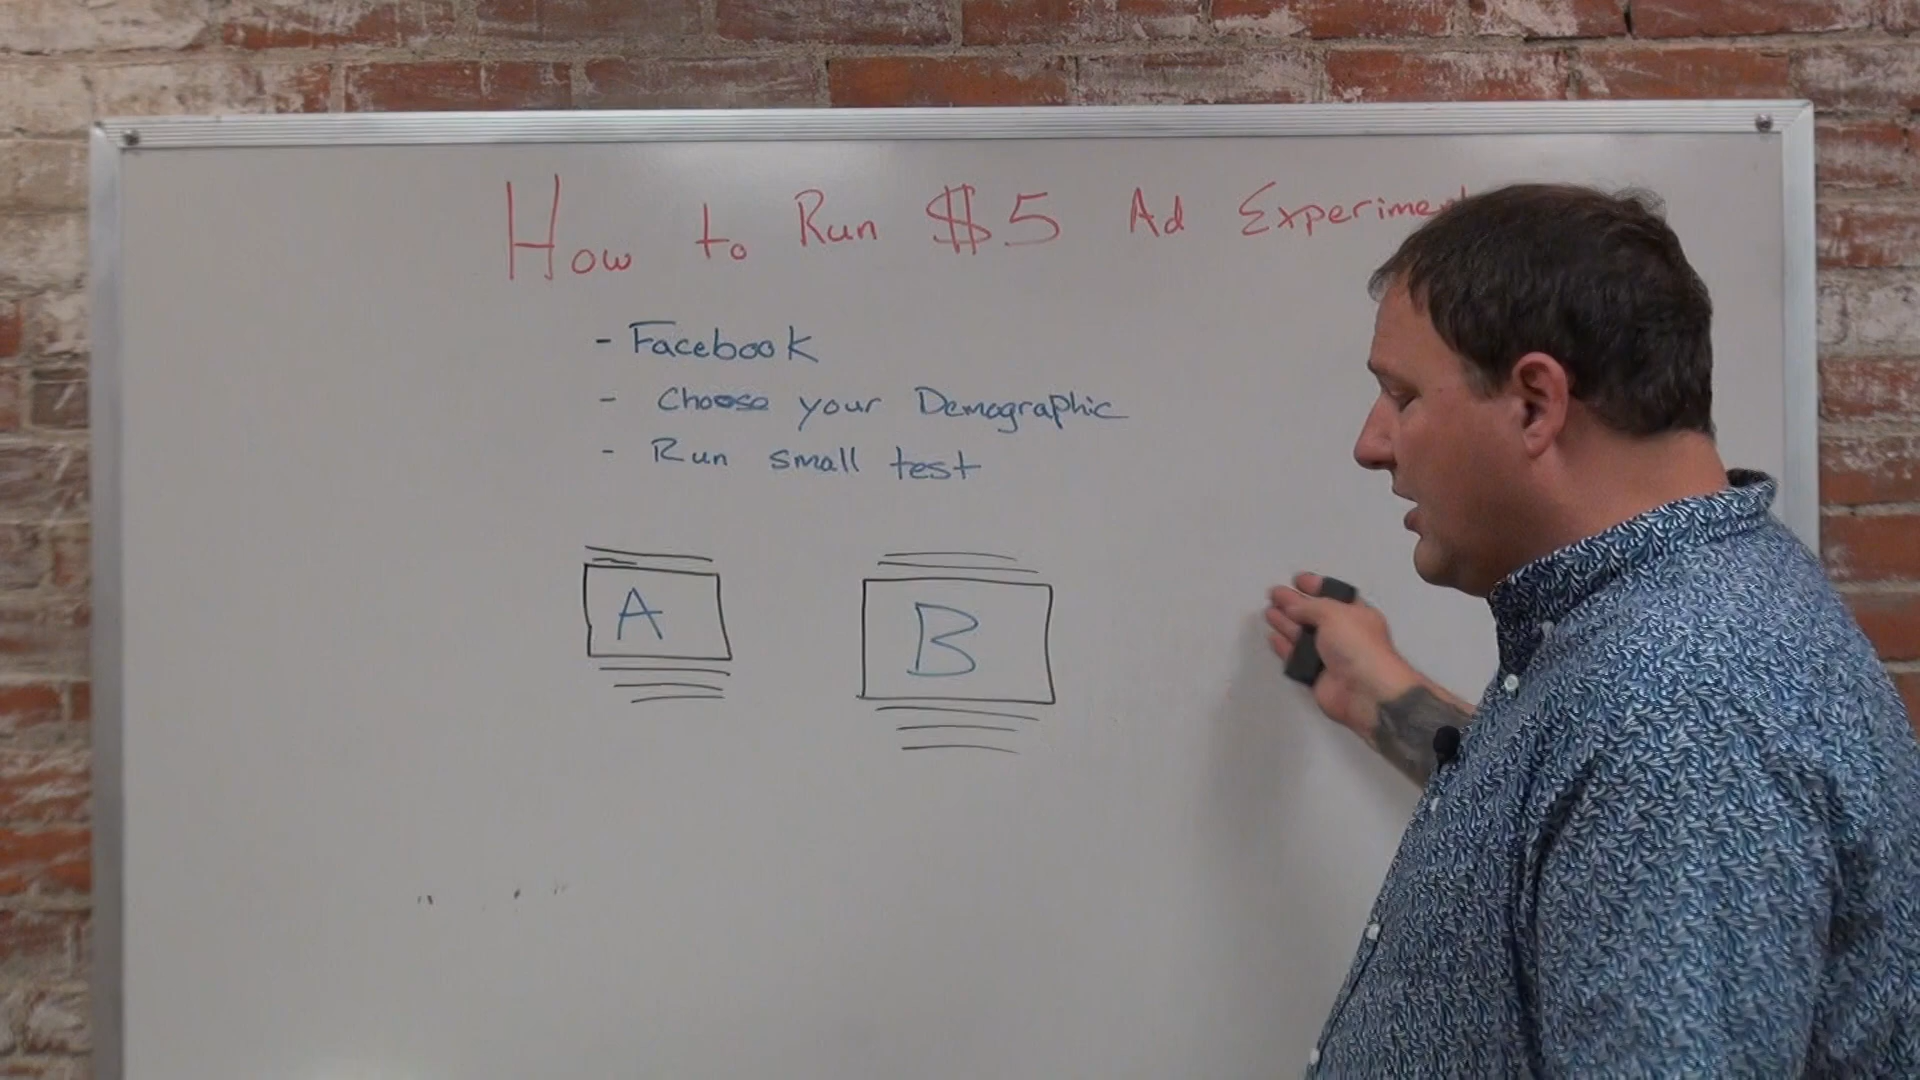 How to Run $5 Ad Experiment
- Facebook
- Choose your Demographic
- Run small test
A B